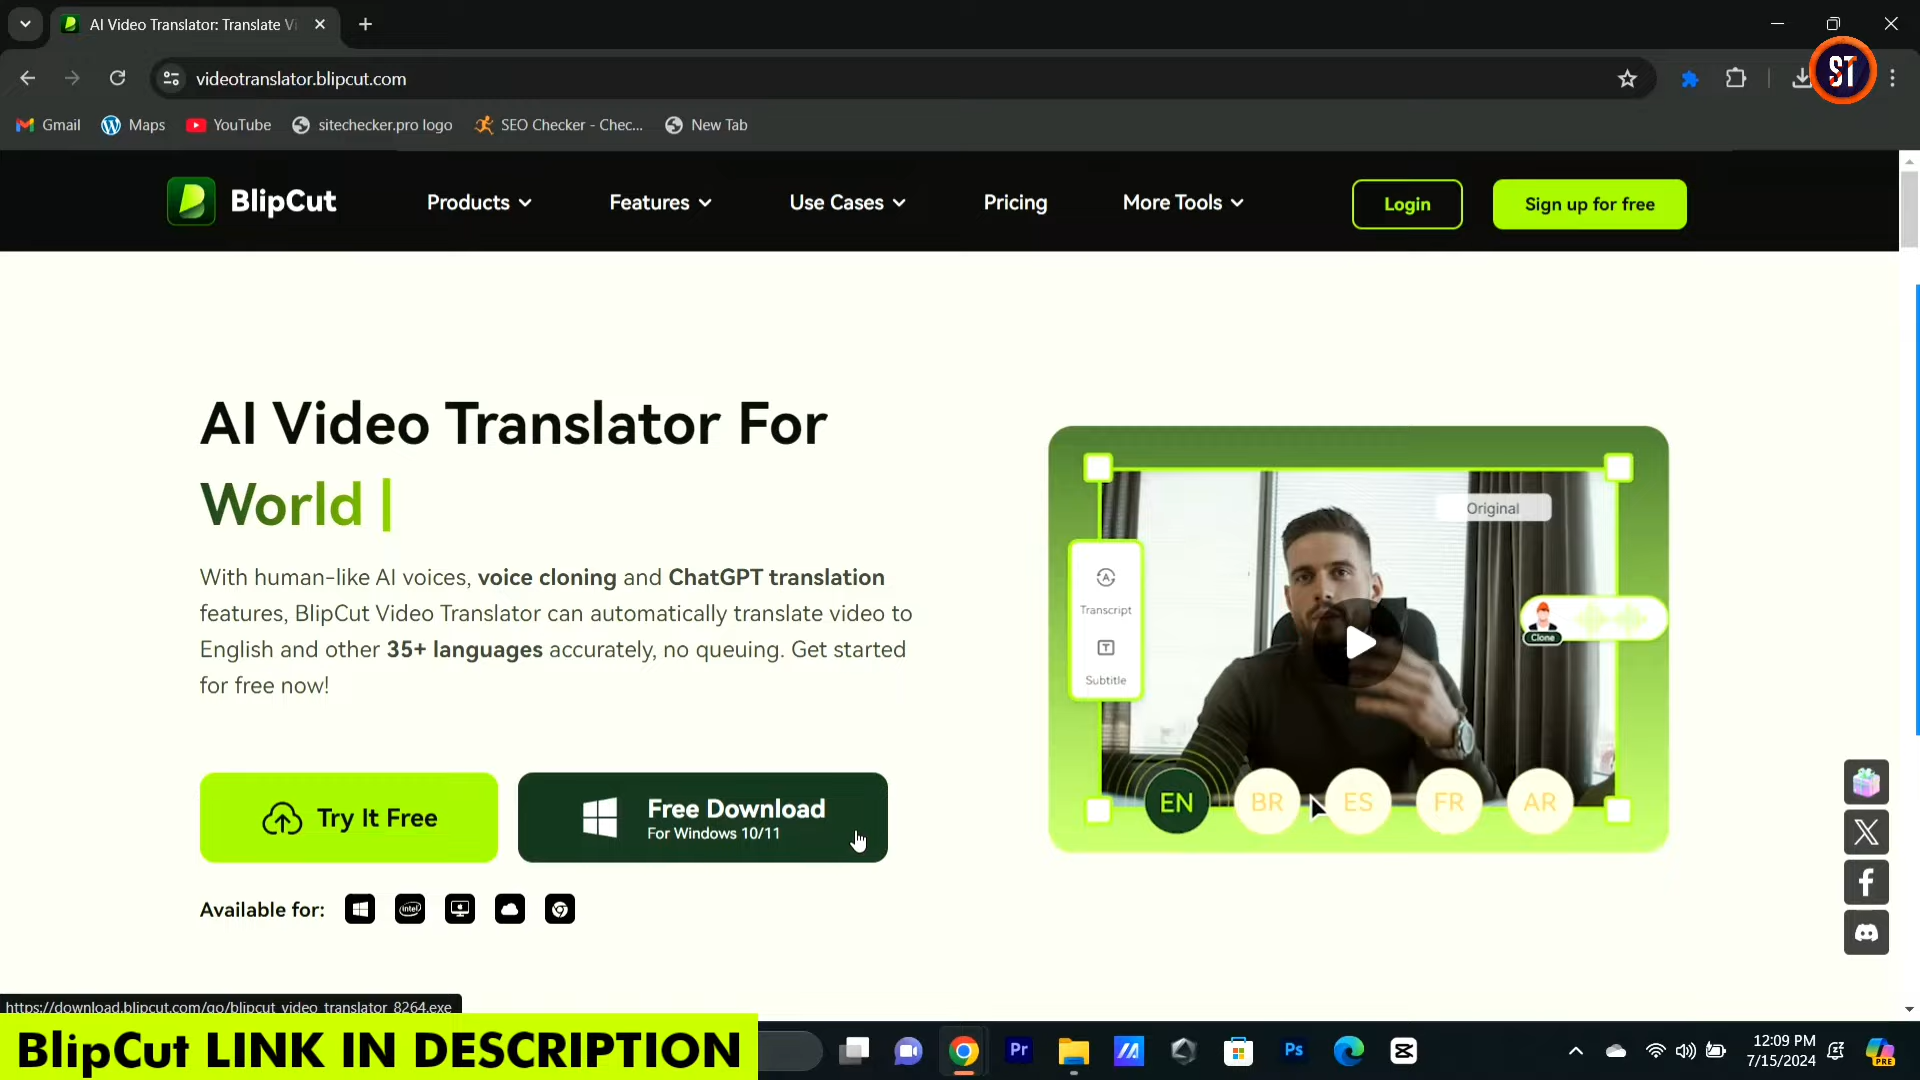 AI Video Translator: Translate Vi
videotranslator.blipcut.com
ST
Gmail
Maps
YouTube
sitechecker.pro logo
SEO Checker - Chec...
New Tab
BlipCut
Products
Features
Use Cases
Pricing
More Tools
Login
Sign up for free
AI Video Translator For
World |
With human-like AI voices, voice cloning and ChatGPT translation
features, BlipCut Video Translator can automatically translate video to
English and other 35+ languages accurately, no queuing. Get started
for free now!
Try It Free
Free Download
For Windows 10/11
Available for:
intel
Original
Transcript
Subtitle
Clone
EN
BR
ES
FR
AR
https://download.blipcut.com/go/blipcut_video_translator_8264.exe
BlipCut LINK IN DESCRIPTION
Pr
Ps
12:09 PM
7/15/2024
PRE